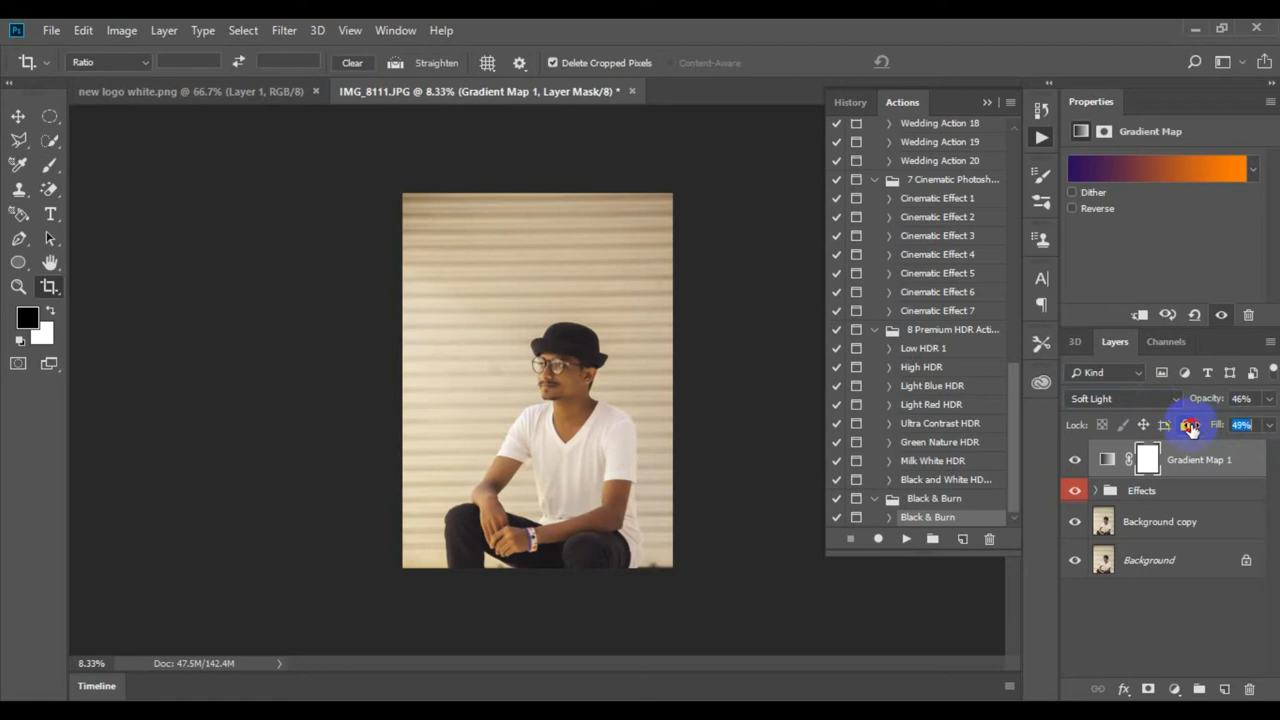 Ps File Edit Image Layer Type Select Filter 3D View Window Help
Ratio Clear Straighten Delete Cropped Pixels Content-Aware
new logo white.png @ 66.7% (Layer 1, RGB/8) IMG_8111.JPG @ 8.33% (Gradient Map 1, Layer Mask/8) *
History Actions
Wedding Action 18
Wedding Action 19
Wedding Action 20
7 Cinematic Photosh...
Cinematic Effect 1
Cinematic Effect 2
Cinematic Effect 3
Cinematic Effect 4
Cinematic Effect 5
Cinematic Effect 6
Cinematic Effect 7
8 Premium HDR Acti...
Low HDR 1
High HDR
Light Blue HDR
Light Red HDR
Ultra Contrast HDR
Green Nature HDR
Milk White HDR
Black and White HD...
Black & Burn
Black & Burn
Properties
Gradient Map
Dither
Reverse
3D Layers Channels
Kind
Soft Light Opacity: 46%
Lock: Fill: 49%
Gradient Map 1
Effects
Background copy
Background
8.33% Doc: 47.5M/142.4M
Timeline